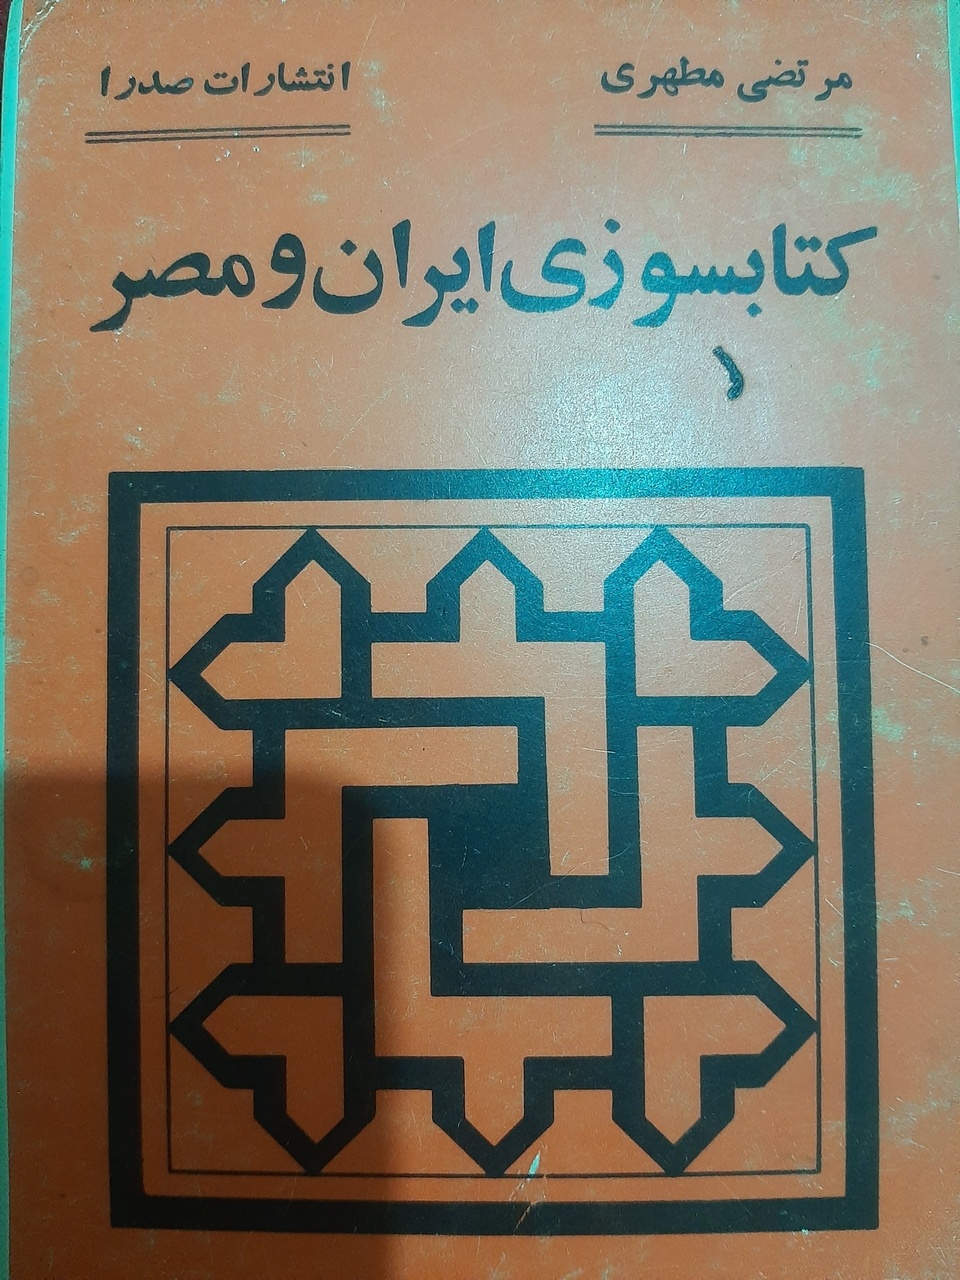 مرتضی مطهری
انتشارات صدرا
کتابسوزی ایران و مصر
۱